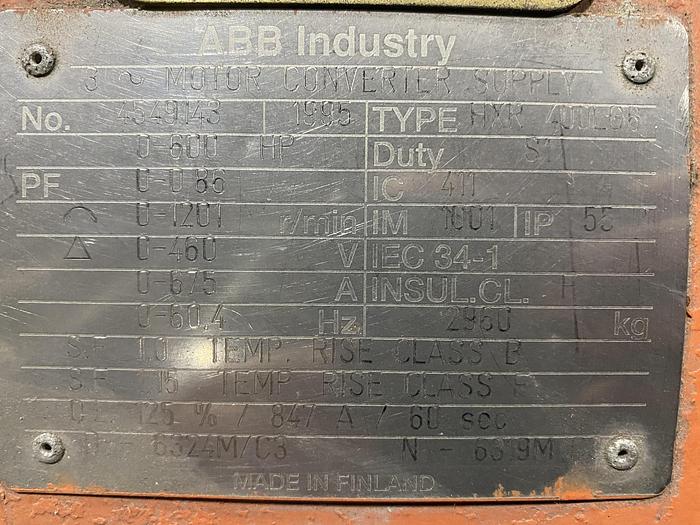 ABB Industry
3 ~ MOTOR CONVERTER SUPPLY
No. 4549143 1995 TYPE HXR 400LG6
0-600 HP Duty S1
PF 0-0.86 IC 411
0-1201 r/min IM 1001 IP 55
Δ 0-460 V IEC 34-1
0-675 A INSUL.CL. H
0-60,4 Hz 2960 kg
S.F. 1.0 TEMP. RISE CLASS B
S.F. 1.15 TEMP RISE CLASS F
125 % / 847 A / 60 sec
D - 6324M/C3 N - 6319M
MADE IN FINLAND